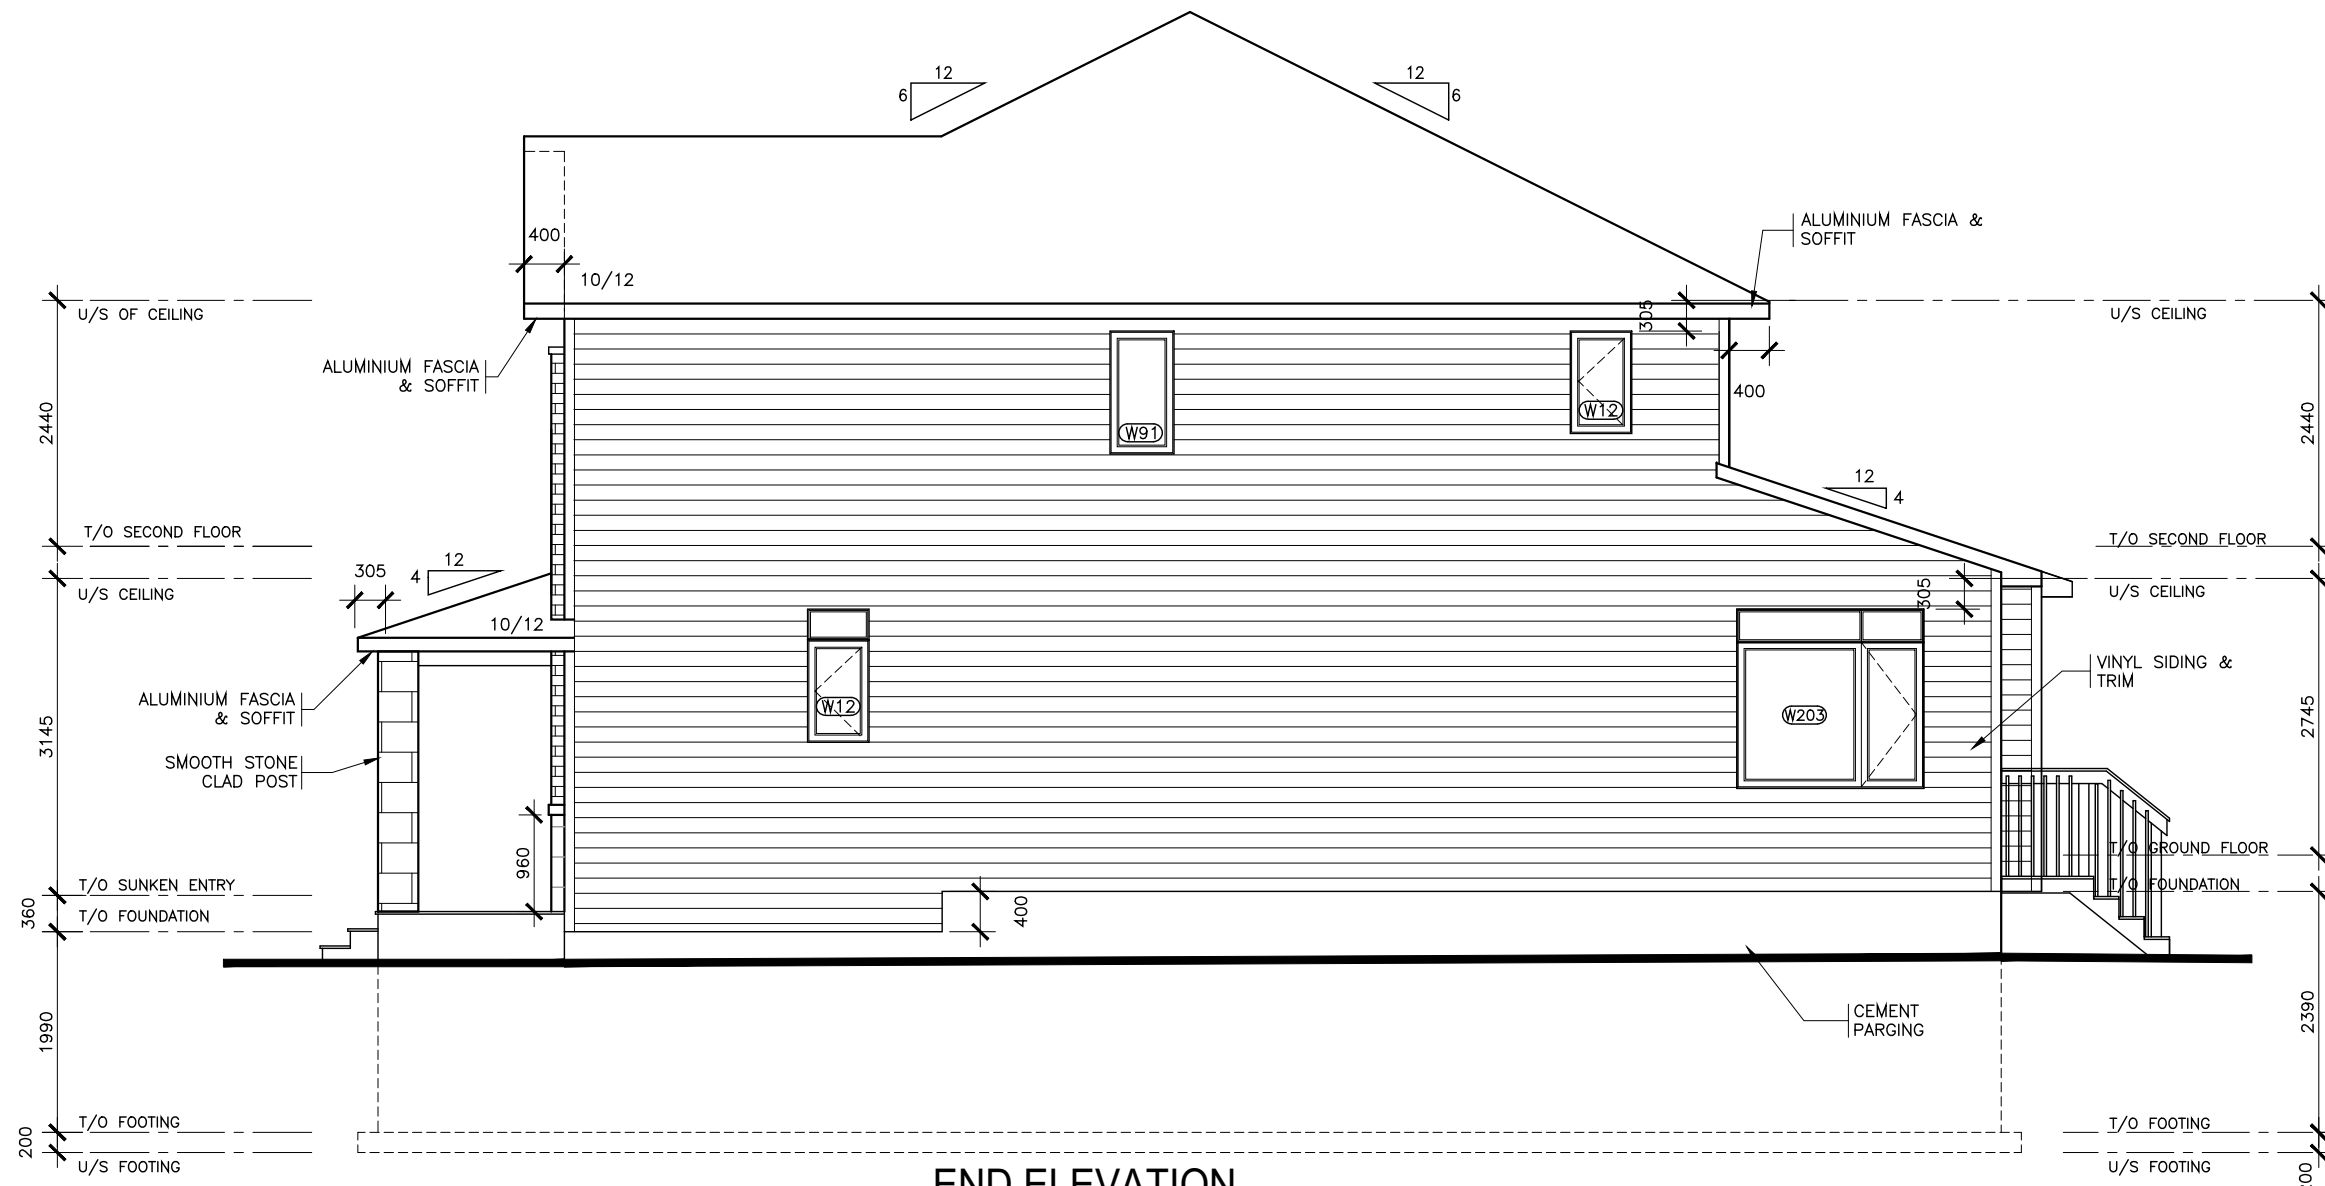 12
6
12
6
ALUMINIUM FASCIA &
SOFFIT
400
10/12
U/S OF CEILING
305
U/S CEILING
ALUMINIUM FASCIA
& SOFFIT
400
2440
W91
W12
2440
12
4
T/O SECOND FLOOR
T/O SECOND FLOOR
12
4
305
U/S CEILING
305
U/S CEILING
10/12
VINYL SIDING &
TRIM
ALUMINIUM FASCIA
& SOFFIT
W12
W203
3145
2745
SMOOTH STONE
CLAD POST
960
T/O GROUND FLOOR
T/O SUNKEN ENTRY
T/O FOUNDATION
360
T/O FOUNDATION
400
1990
CEMENT
PARGING
2390
T/O FOOTING
T/O FOOTING
200
U/S FOOTING
U/S FOOTING
END ELEVATION